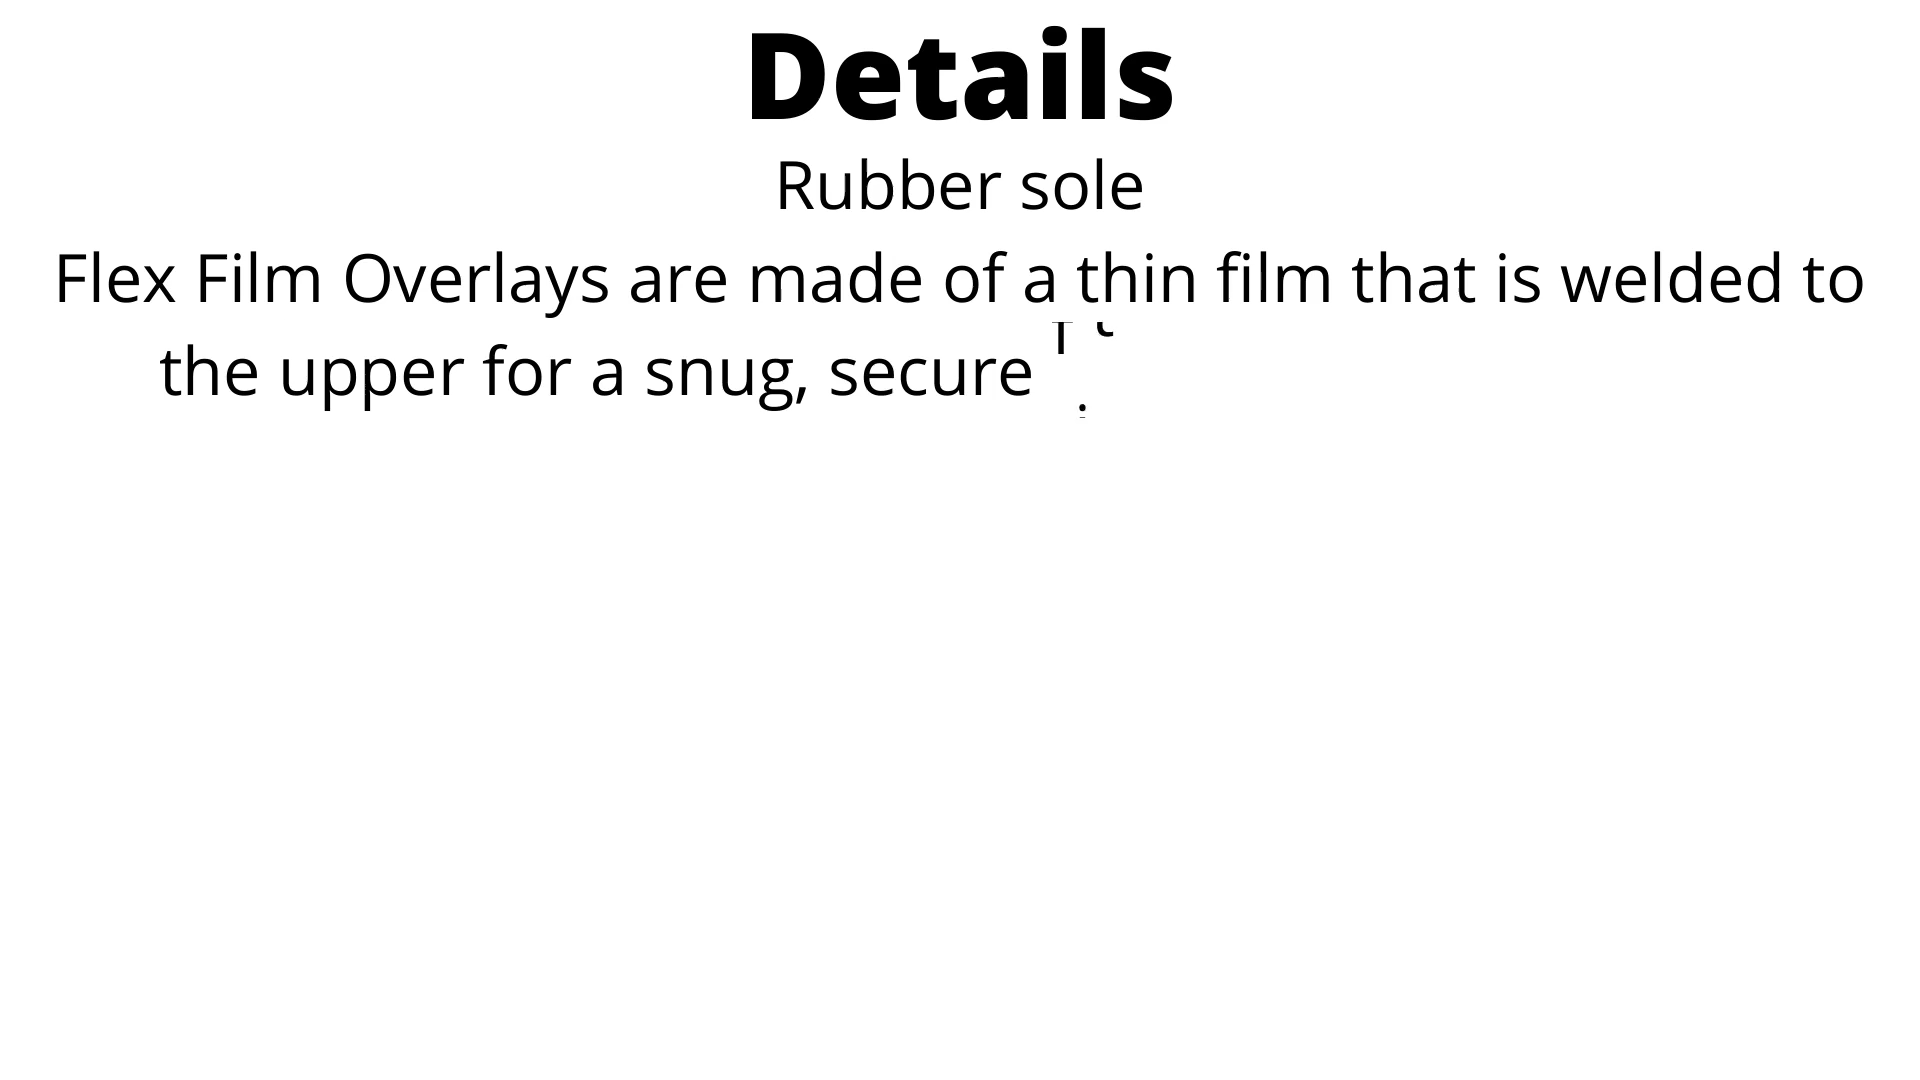 Details
Rubber sole
Flex Film Overlays are made of a thin film that is welded to
the upper for a snug, secure